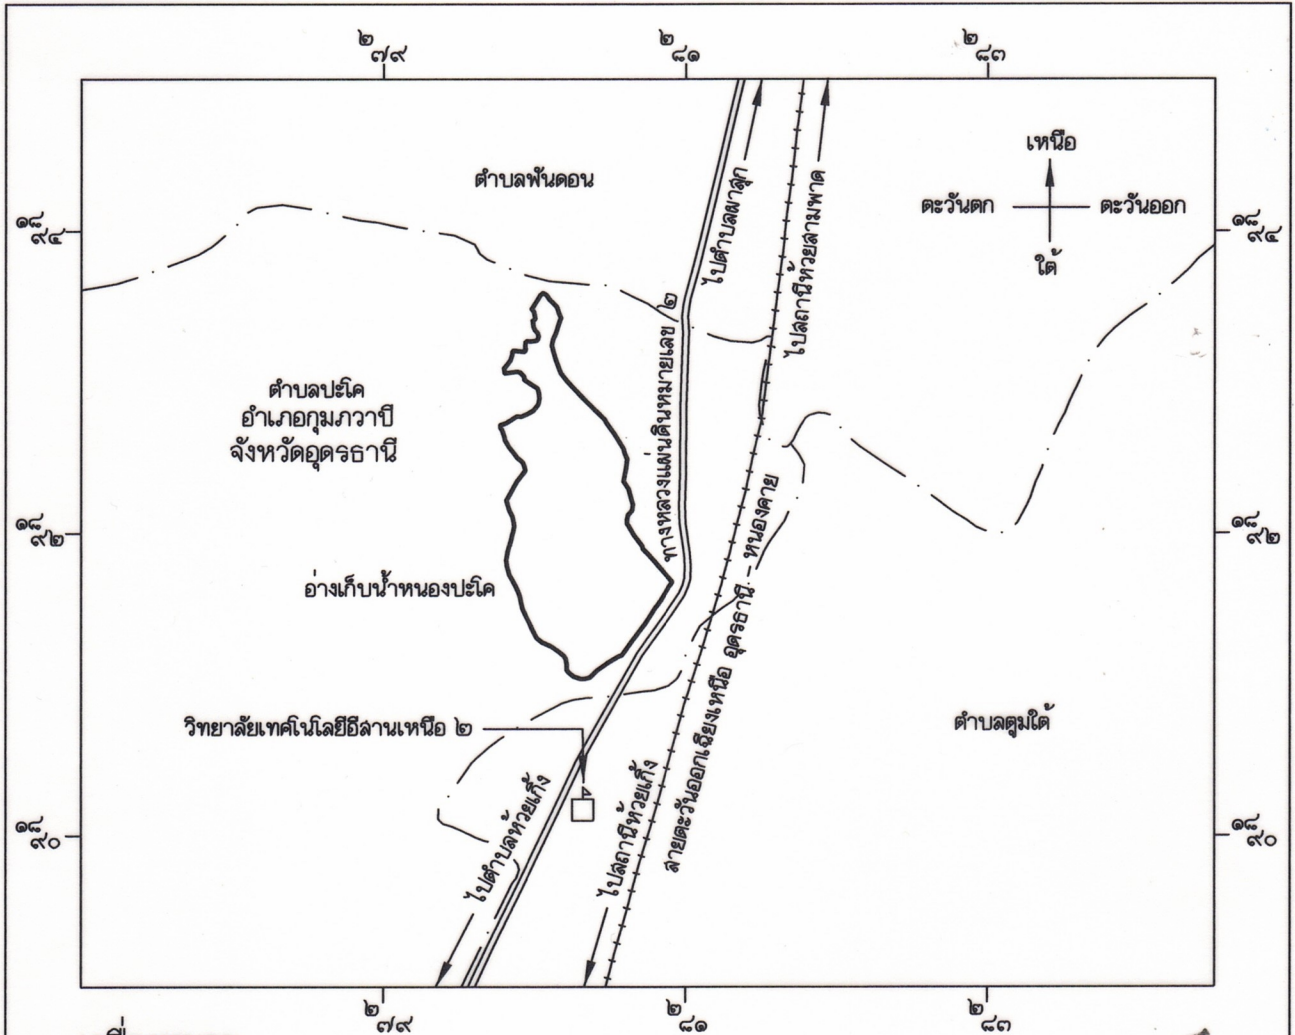 ๒๗๙
๒๘๑
๒๘๓
เหนือ
ตะวันตก
ตะวันออก
ใต้
ตำบลพันดอน
ไปตำบลผาสุก
ไปสถานีห้วยสามพาด
๑๘๙๔
๑๘๙๔
ทางหลวงแผ่นดินหมายเลข ๒
ตำบลปะโค
อำเภอกุมภวาปี
จังหวัดอุดรธานี
๑๘๙๒
๑๘๙๒
อ่างเก็บน้ำหนองปะโค
สายตะวันออกเฉียงเหนือ อุดรธานี - หนองคาย
วิทยาลัยเทคโนโลยีอีสานเหนือ ๒
ตำบลตูมใต้
ไปตำบลห้วยเกิ้ง
ไปสถานีห้วยเกิ้ง
๑๘๙๐
๑๘๙๐
๒๗๙
๒๘๑
๒๘๓